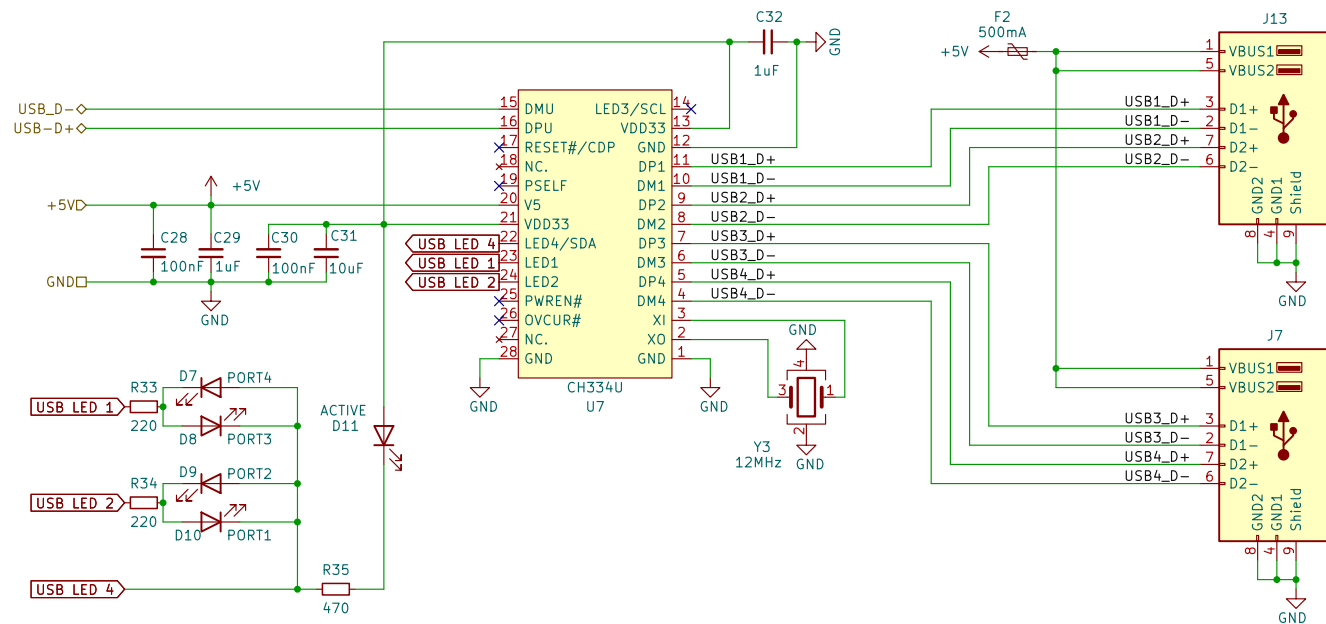 C32
1uF
GND
F2
500mA
+5V
J13
1 VBUS1
5 VBUS2
3 D1+
2 D1-
7 D2+
6 D2-
GND2
GND1
Shield
8
4
9
GND
USB1_D+
USB1_D-
USB2_D+
USB2_D-
USB_D-
USB-D+
15 DMU
16 DPU
17 RESET#/CDP
18 NC.
19 PSELF
20 V5
21 VDD33
22 LED4/SDA
23 LED1
24 LED2
25 PWREN#
26 OVCUR#
27 NC.
28 GND
LED3/SCL 14
VDD33 13
GND 12
DP1 11
DM1 10
DP2 9
DM2 8
DP3 7
DM3 6
DP4 5
DM4 4
XI 3
XO 2
GND 1
CH334U
U7
USB1_D+
USB1_D-
USB2_D+
USB2_D-
USB3_D+
USB3_D-
USB4_D+
USB4_D-
+5V
+5V
C28
100nF
C29
1uF
C30
100nF
C31
10uF
GND
GND
USB LED 4
USB LED 1
USB LED 2
GND
GND
GND
4
3
1
2
Y3
12MHz
GND
J7
1 VBUS1
5 VBUS2
3 D1+
2 D1-
7 D2+
6 D2-
GND2
GND1
Shield
8
4
9
GND
USB3_D+
USB3_D-
USB4_D+
USB4_D-
D7
PORT4
R33
USB LED 1
220
D8
PORT3
ACTIVE
D11
D9
PORT2
R34
USB LED 2
220
D10
PORT1
R35
USB LED 4
470